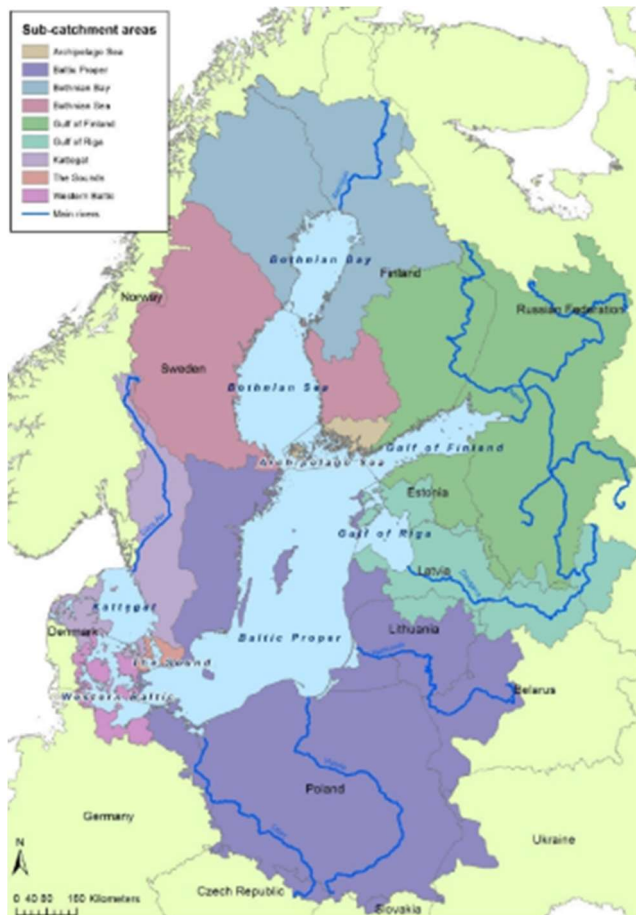 Sub-catchment areas
Archipelago Sea
Baltic Proper
Bothnian Bay
Bothnian Sea
Gulf of Finland
Gulf of Riga
Kattegat
The Sounds
Western Baltic
Main rivers
Bothnian Bay
Finland
Norway
Russian Federation
Sweden
Bothnian Sea
Gulf of Finland
Archipelago Sea
Estonia
Gulf of Riga
Latvia
Kattegat
Denmark
Lithuania
The Sound
Baltic Proper
Western Baltic
Belarus
Poland
Germany
Ukraine
Czech Republic
Slovakia
N
0 40 80 160 Kilometers